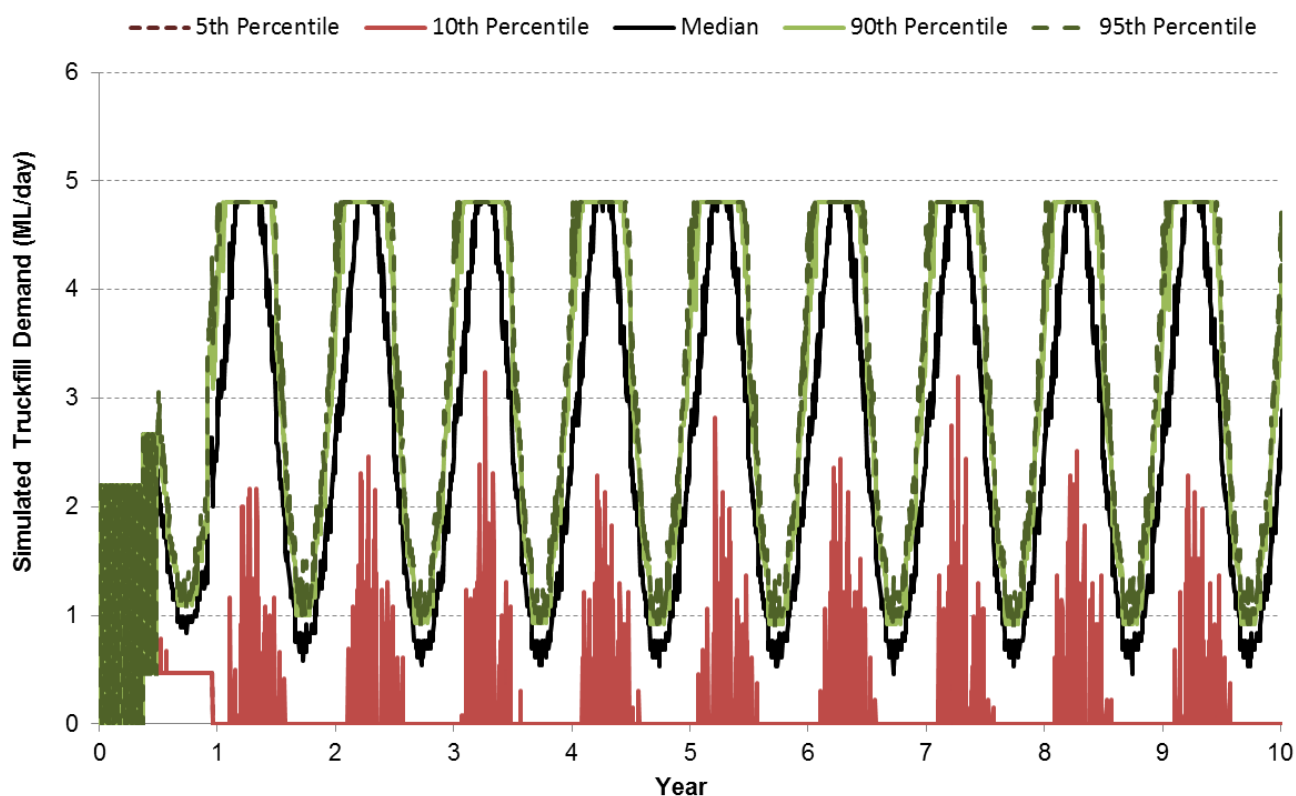 5th Percentile 10th Percentile Median 90th Percentile 95th Percentile
6
5
4
3
2
1
0
Simulated Truckfill Demand (ML/day)
0 1 2 3 4 5 6 7 8 9 10
Year